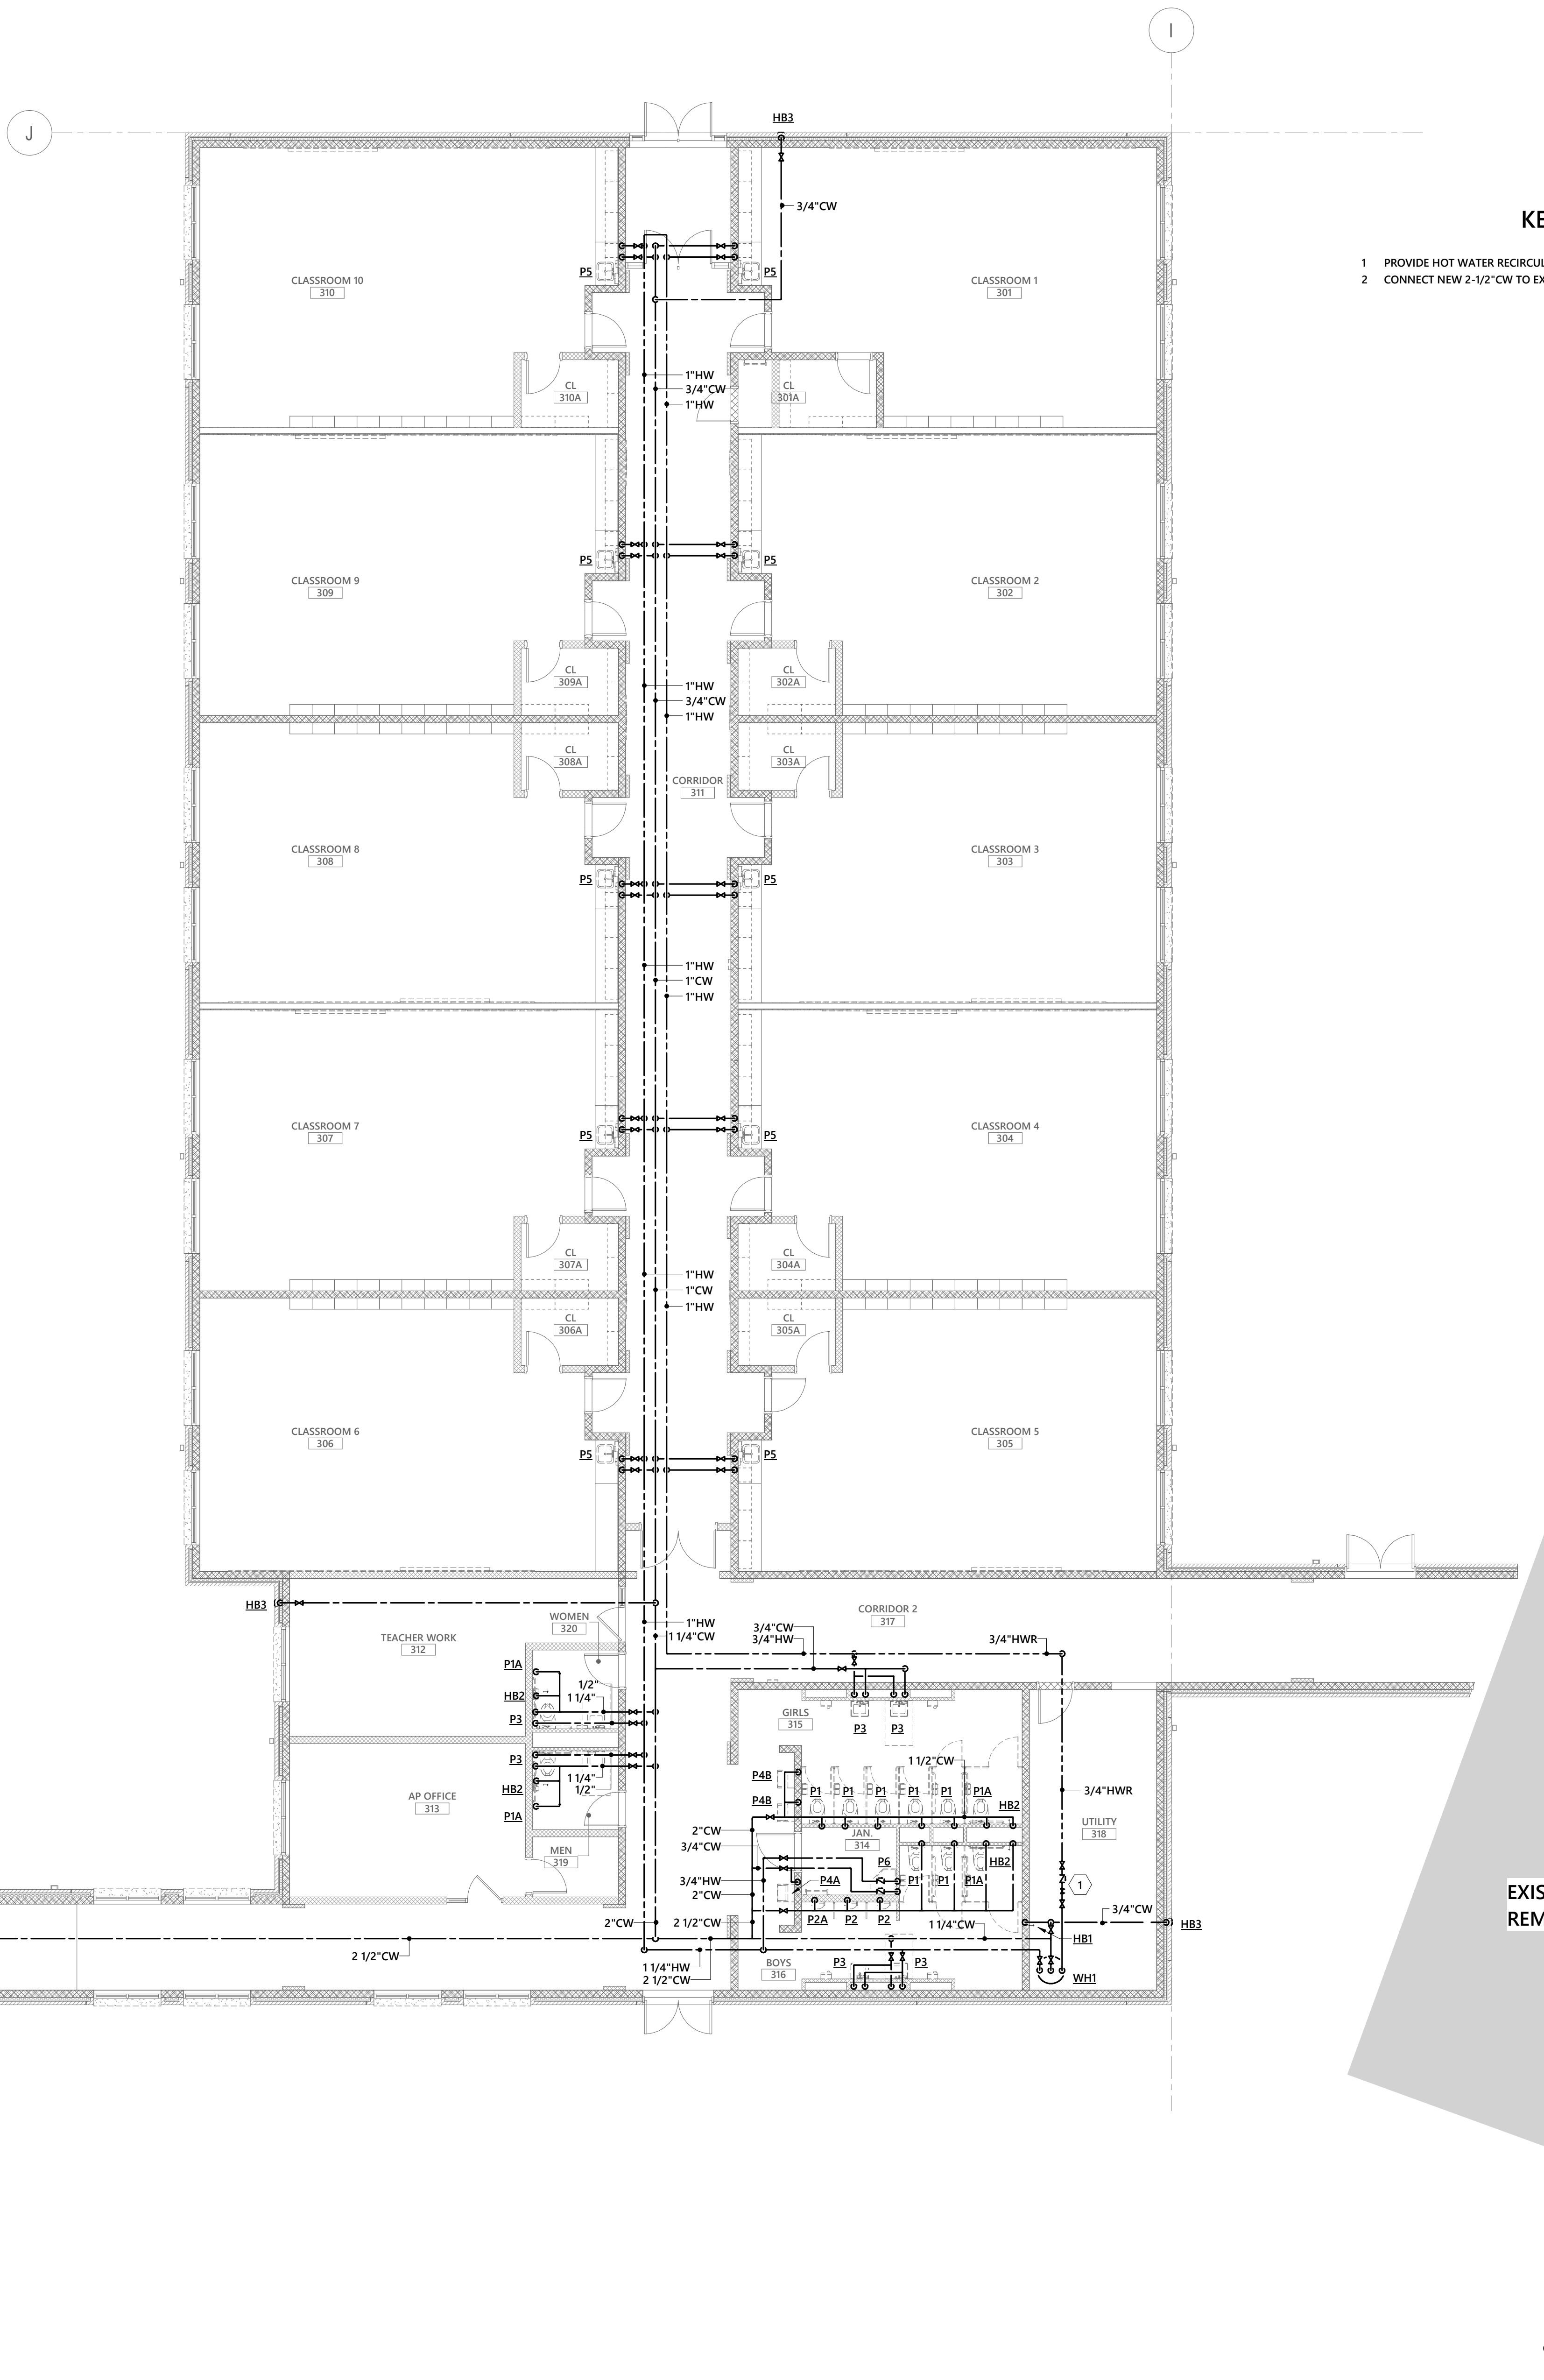 I
J
HB3
3/4"CW
KE
1 PROVIDE HOT WATER RECIRCUL
2 CONNECT NEW 2-1/2"CW TO EX
P5
P5
CLASSROOM 10
310
CLASSROOM 1
301
1"HW
3/4"CW
1"HW
CL
310A
CL
301A
P5
P5
CLASSROOM 9
309
CLASSROOM 2
302
CL
309A
CL
302A
1"HW
3/4"CW
1"HW
CL
308A
CL
303A
CORRIDOR
311
CLASSROOM 8
308
CLASSROOM 3
303
P5
P5
1"HW
1"CW
1"HW
CLASSROOM 7
307
CLASSROOM 4
304
P5
P5
CL
307A
CL
304A
1"HW
1"CW
1"HW
CL
306A
CL
305A
CLASSROOM 6
306
CLASSROOM 5
305
P5
P5
HB3
WOMEN
320
TEACHER WORK
312
1"HW
1 1/4"CW
CORRIDOR 2
317
3/4"CW
3/4"HW
3/4"HWR
P1A
HB2
P3
1/2"
1 1/4"
GIRLS
315
P3
P3
P3
HB2
P1A
1 1/4"
1/2"
AP OFFICE
313
1 1/2"CW
P4B
P4B
P1
P1
P1
P1
P1
P1A
HB2
3/4"HWR
UTILITY
318
MEN
319
2"CW
3/4"CW
JAN.
314
P6
HB2
3/4"HW
P4A
P1
P1
P1A
2"CW
1
EXIS
REM
2"CW
2 1/2"CW
P2A
P2
P2
1 1/4"CW
3/4"CW
HB3
HB1
2 1/2"CW
1 1/4"HW
2 1/2"CW
BOYS
316
P3
P3
WH1